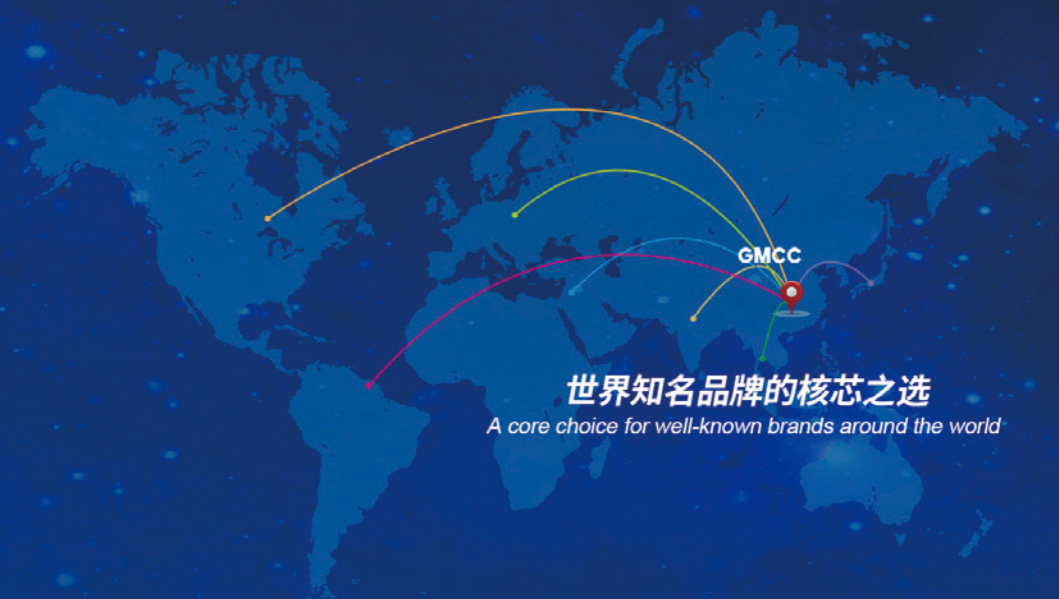 GMCC
世界知名品牌的核芯之选
A core choice for well-known brands around the world